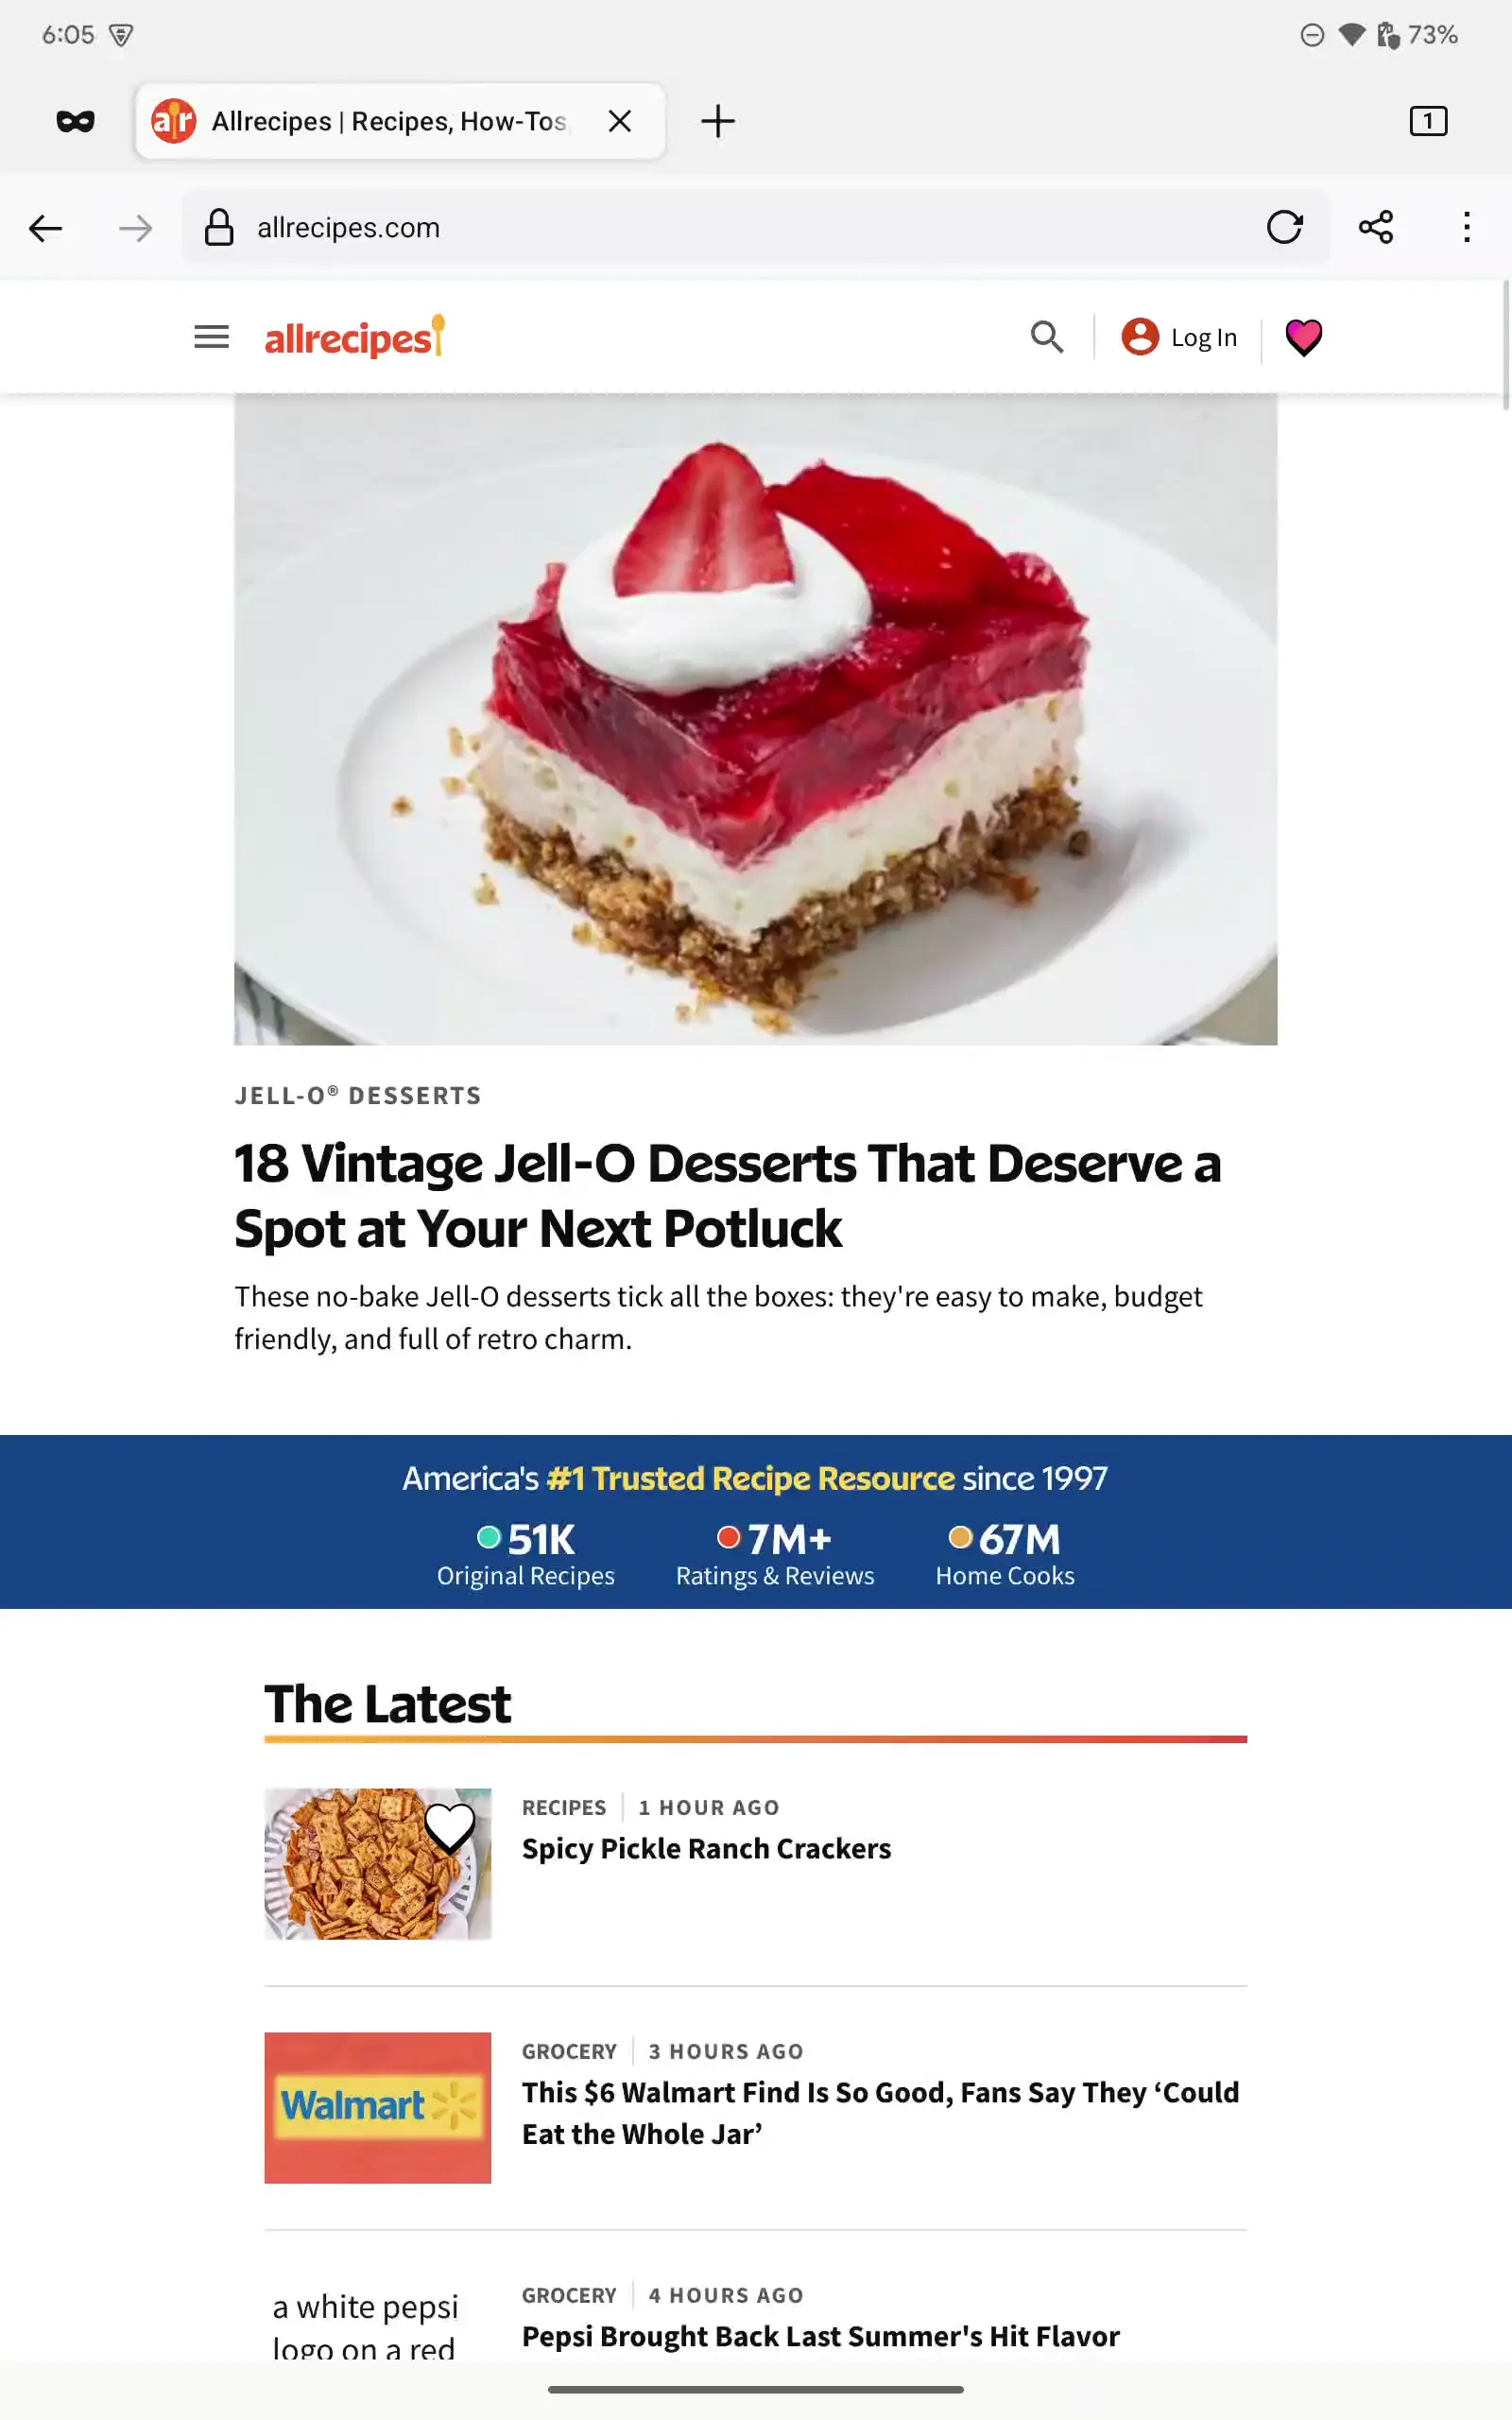 6:05
73%
ar
Allrecipes | Recipes, How-Tos
1
allrecipes.com
allrecipes
Log In
JELL-O® DESSERTS
18 Vintage Jell-O Desserts That Deserve a
Spot at Your Next Potluck
These no-bake Jell-O desserts tick all the boxes: they're easy to make, budget
friendly, and full of retro charm.
America's #1 Trusted Recipe Resource since 1997
51K 7M+ 67M
Original Recipes Ratings & Reviews Home Cooks
The Latest
RECIPES 1 HOUR AGO
Spicy Pickle Ranch Crackers
Walmart
GROCERY 3 HOURS AGO
This $6 Walmart Find Is So Good, Fans Say They ‘Could
Eat the Whole Jar’
a white pepsi
logo on a red
GROCERY 4 HOURS AGO
Pepsi Brought Back Last Summer's Hit Flavor